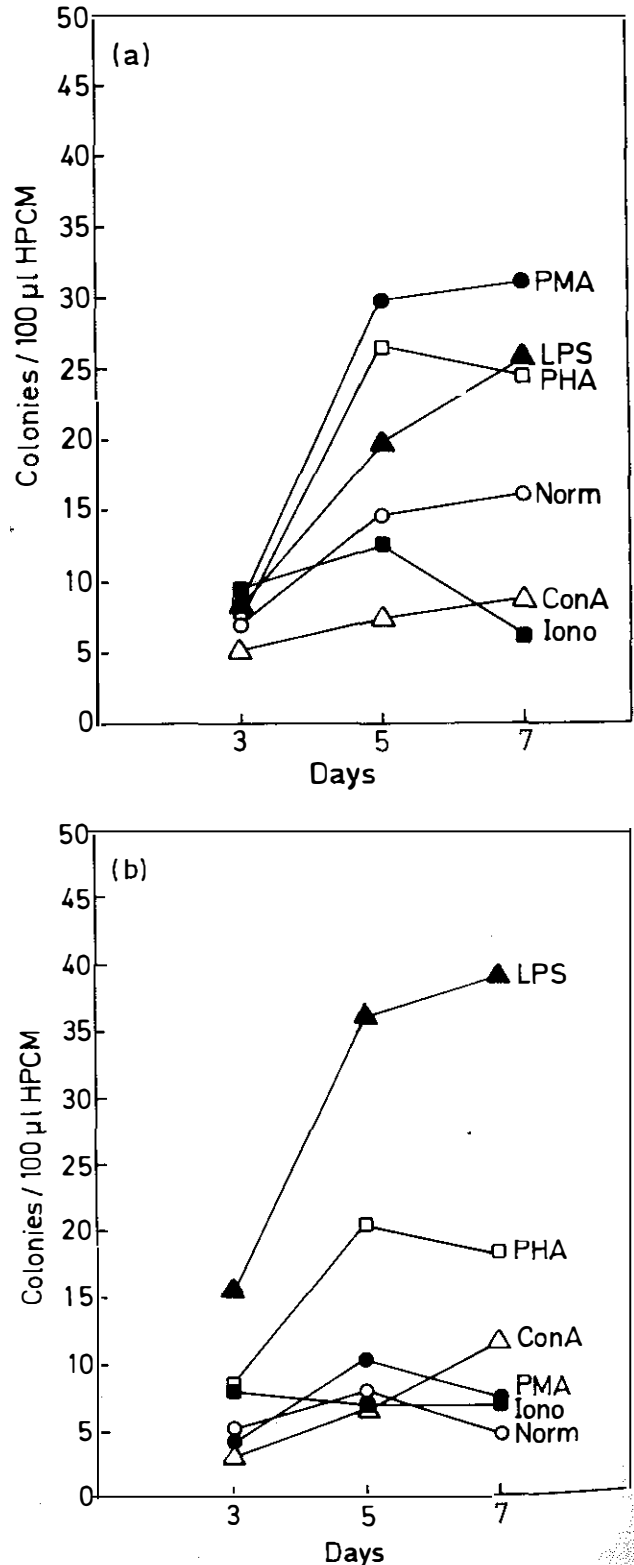 (a)
Colonies / 100 µl HPCM
50
45
40
35
30
25
20
15
10
5
0
PMA
LPS
PHA
Norm
ConA
Iono
3 5 7
Days
(b)
Colonies / 100 µl HPCM
50
45
40
35
30
25
20
15
10
5
0
LPS
PHA
ConA
PMA
Iono
Norm
3 5 7
Days